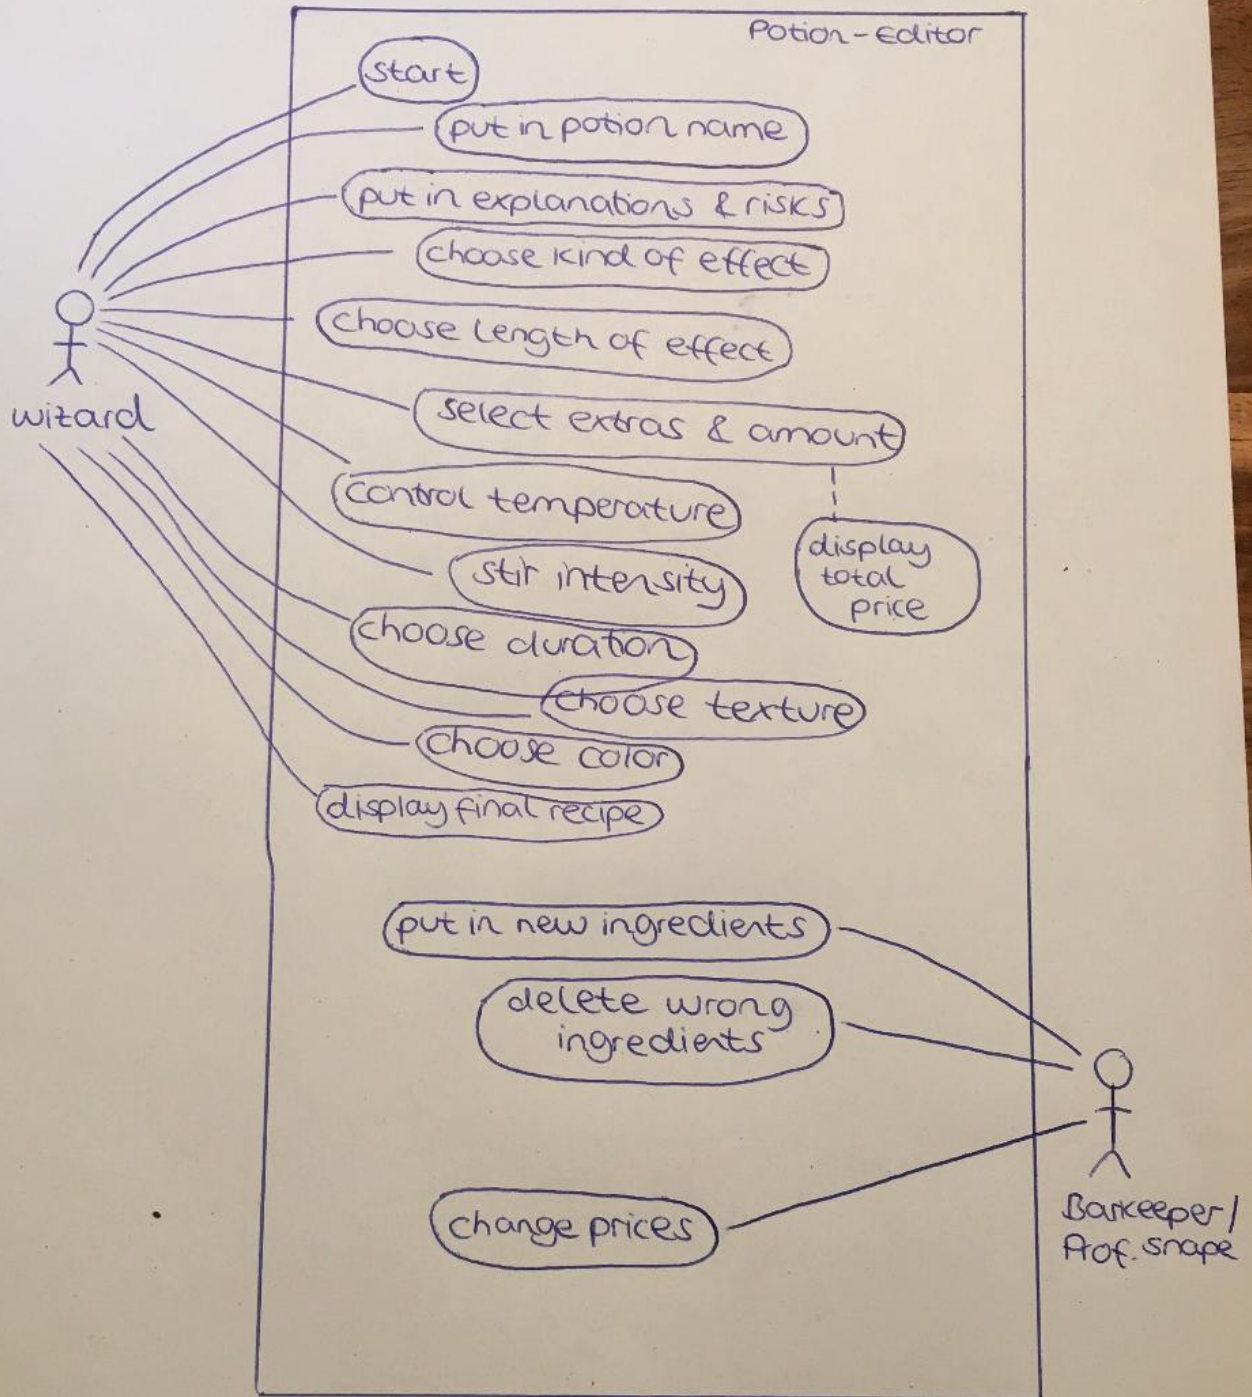 Potion-Editor
start
put in potion name
put in explanations & risks
choose kind of effect
choose length of effect
wizard
select extras & amount
control temperature
display
total
price
stir intensity
choose duration
choose texture
choose color
display final recipe
put in new ingredients
delete wrong
ingredients
change prices
Barkeeper/
Prof. Snape